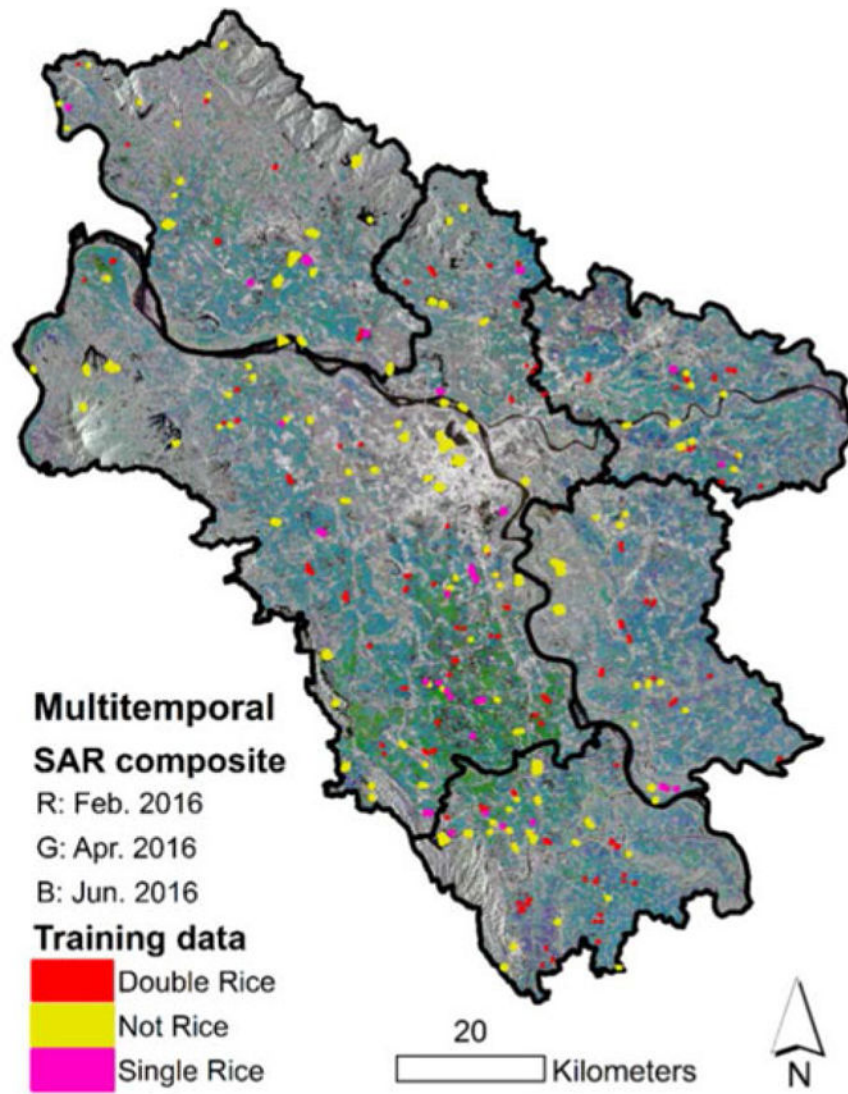 Multitemporal
SAR composite
R: Feb. 2016
G: Apr. 2016
B: Jun. 2016
Training data
Double Rice
Not Rice
Single Rice
20
Kilometers
N